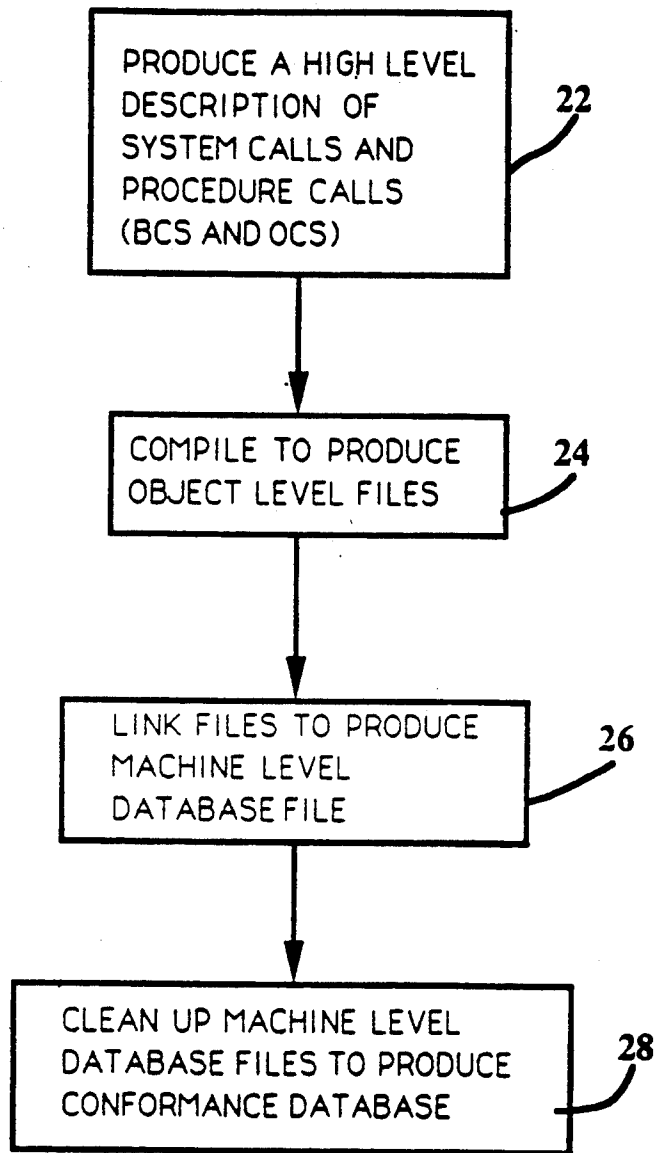 PRODUCE A HIGH LEVEL
DESCRIPTION OF
SYSTEM CALLS AND
PROCEDURE CALLS
(BCS AND OCS)
22
COMPILE TO PRODUCE
OBJECT LEVEL FILES
24
LINK FILES TO PRODUCE
MACHINE LEVEL
DATABASE FILE
26
CLEAN UP MACHINE LEVEL
DATABASE FILES TO PRODUCE
CONFORMANCE DATABASE
28